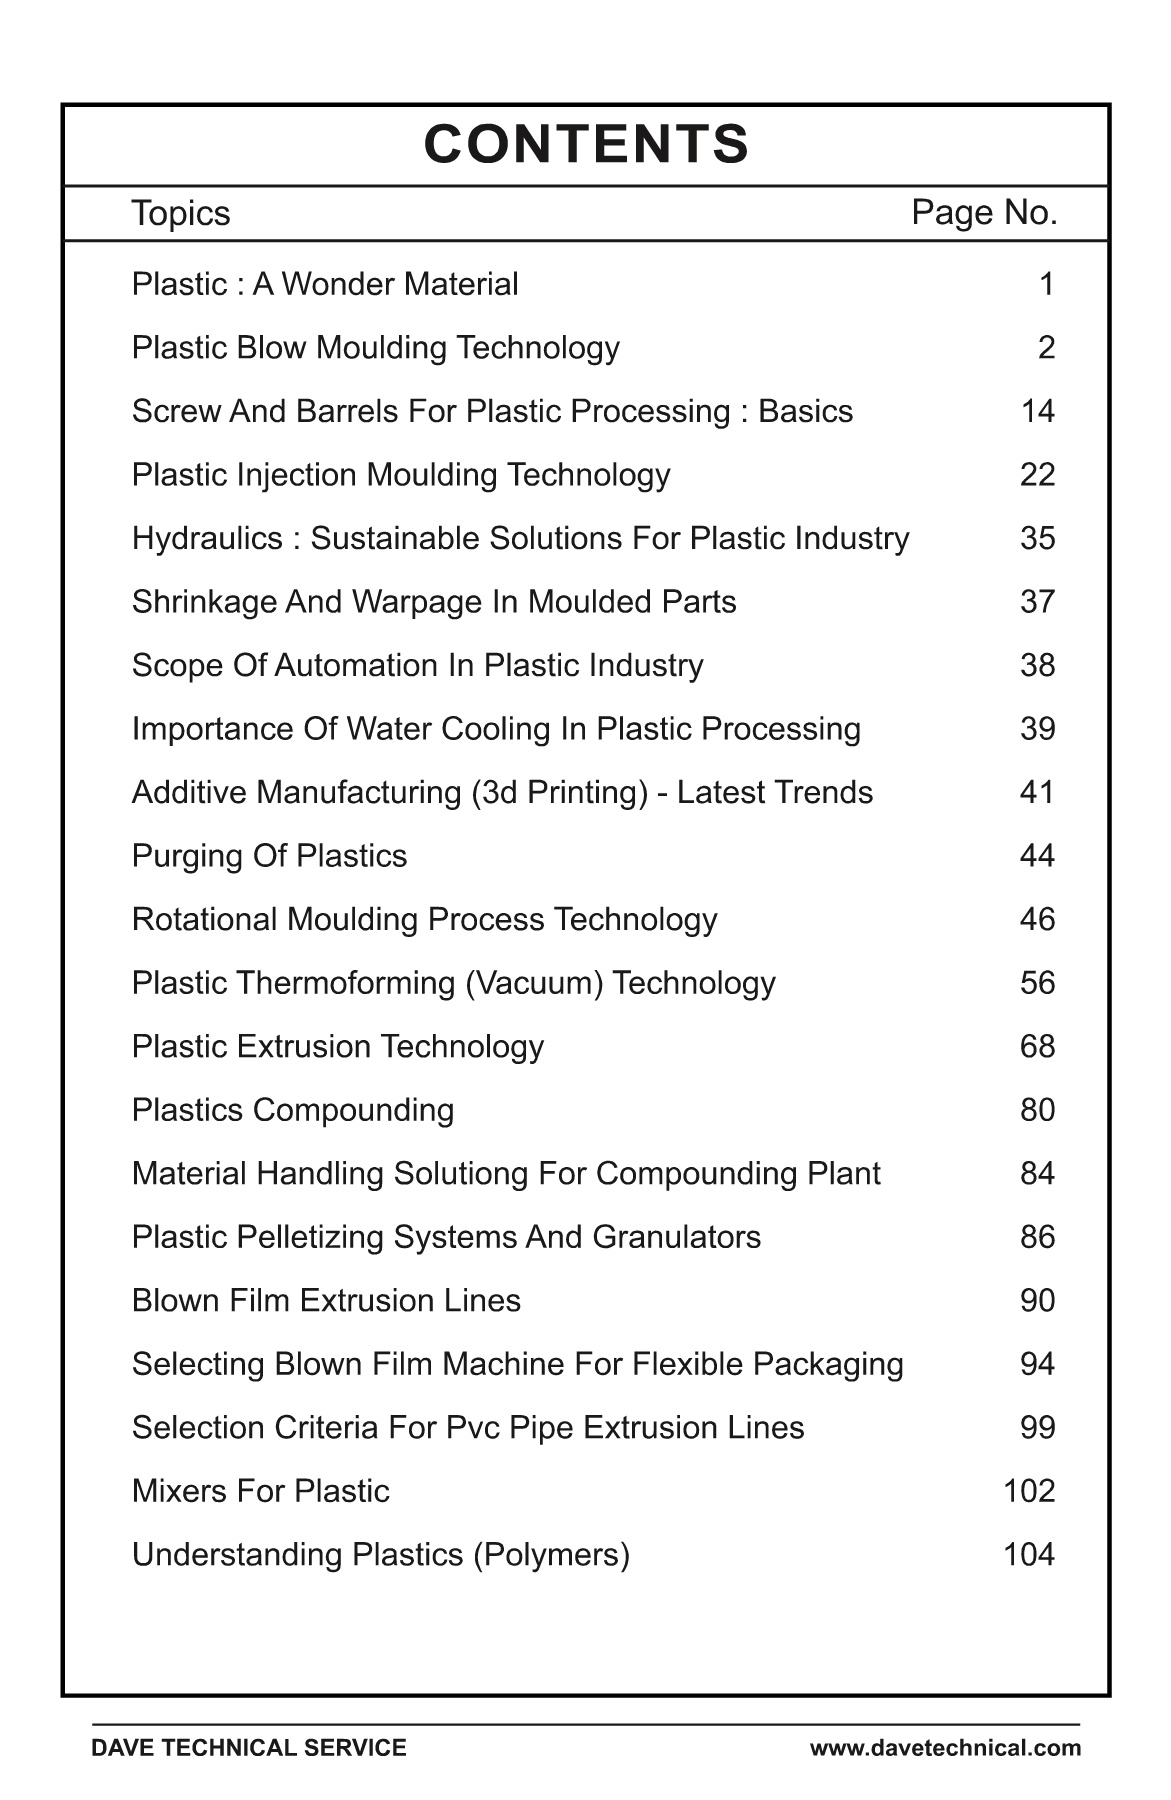 CONTENTS
Topics Page No.
Plastic : A Wonder Material 1
Plastic Blow Moulding Technology 2
Screw And Barrels For Plastic Processing : Basics 14
Plastic Injection Moulding Technology 22
Hydraulics : Sustainable Solutions For Plastic Industry 35
Shrinkage And Warpage In Moulded Parts 37
Scope Of Automation In Plastic Industry 38
Importance Of Water Cooling In Plastic Processing 39
Additive Manufacturing (3d Printing) - Latest Trends 41
Purging Of Plastics 44
Rotational Moulding Process Technology 46
Plastic Thermoforming (Vacuum) Technology 56
Plastic Extrusion Technology 68
Plastics Compounding 80
Material Handling Solutiong For Compounding Plant 84
Plastic Pelletizing Systems And Granulators 86
Blown Film Extrusion Lines 90
Selecting Blown Film Machine For Flexible Packaging 94
Selection Criteria For Pvc Pipe Extrusion Lines 99
Mixers For Plastic 102
Understanding Plastics (Polymers) 104
DAVE TECHNICAL SERVICE www.davetechnical.com